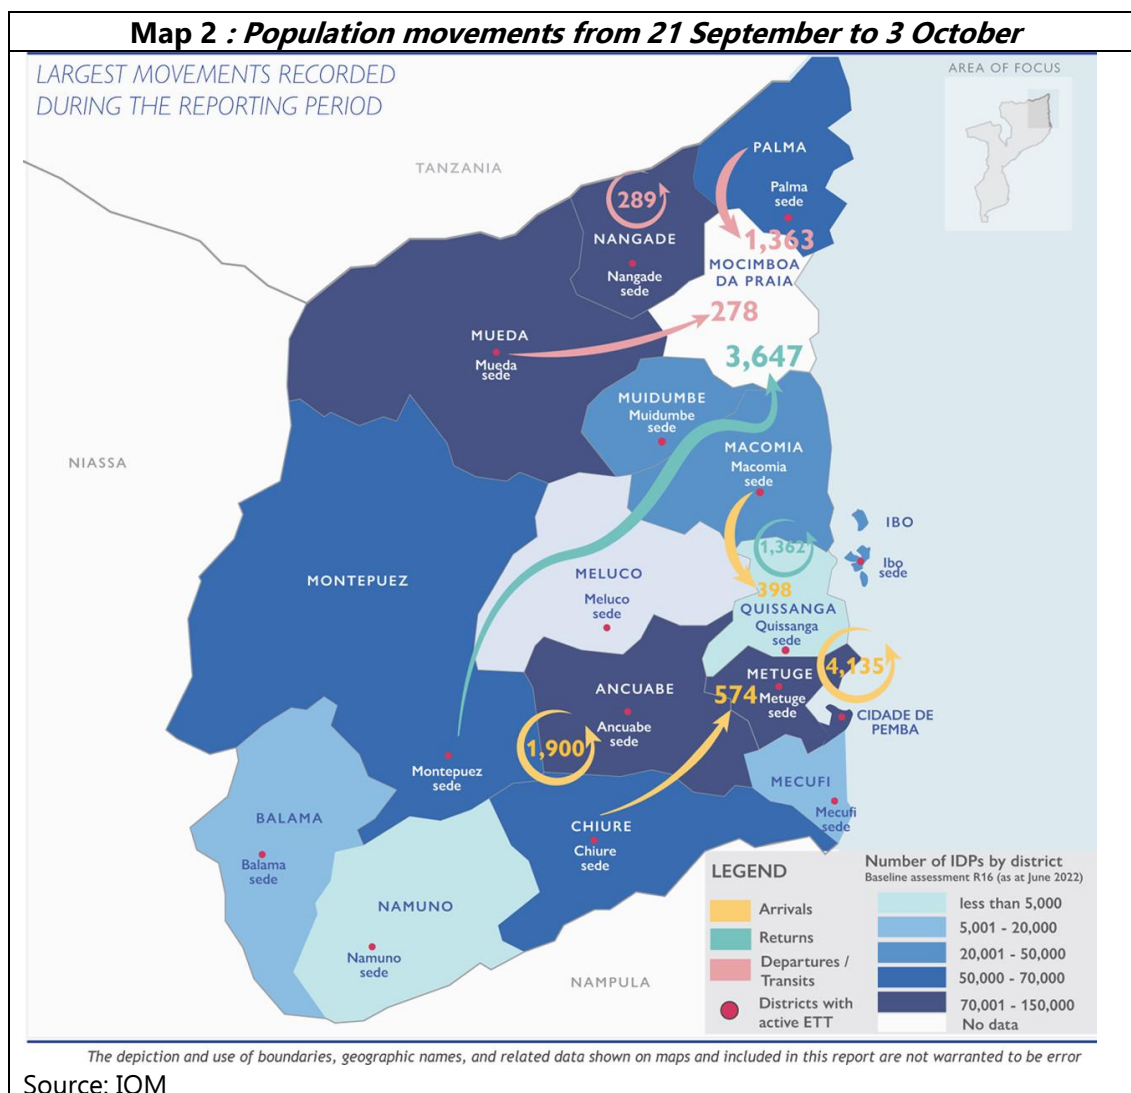 Map 2 : Population movements from 21 September to 3 October
LARGEST MOVEMENTS RECORDED
DURING THE REPORTING PERIOD
AREA OF FOCUS
TANZANIA
PALMA
Palma
sede
289
NANGADE
Nangade
sede
1,363
MOCIMBOA
DA PRAIA
278
3,647
MUEDA
Mueda
sede
MUIDUMBE
Muidumbe
sede
MACOMIA
Macomia
sede
NIASSA
IBO
Ibo
sede
1,362
398
MONTEPUEZ
MELUCO
Meluco
sede
QUISSANGA
Quissanga
sede
4,135
METUGE
Metuge
sede
574
ANCUABE
Ancuabe
sede
CIDADE DE
PEMBA
1,900
Montepuez
sede
MECUFI
Mecufi
sede
BALAMA
Balama
sede
CHIURE
Chiure
sede
NAMUNO
Namuno
sede
NAMPULA
LEGEND
Arrivals
Returns
Departures /
Transits
Districts with
active ETT
Number of IDPs by district
Baseline assessment R16 (as at June 2022)
less than 5,000
5,001 - 20,000
20,001 - 50,000
50,000 - 70,000
70,001 - 150,000
No data
The depiction and use of boundaries, geographic names, and related data shown on maps and included in this report are not warranted to be error
Source: IOM